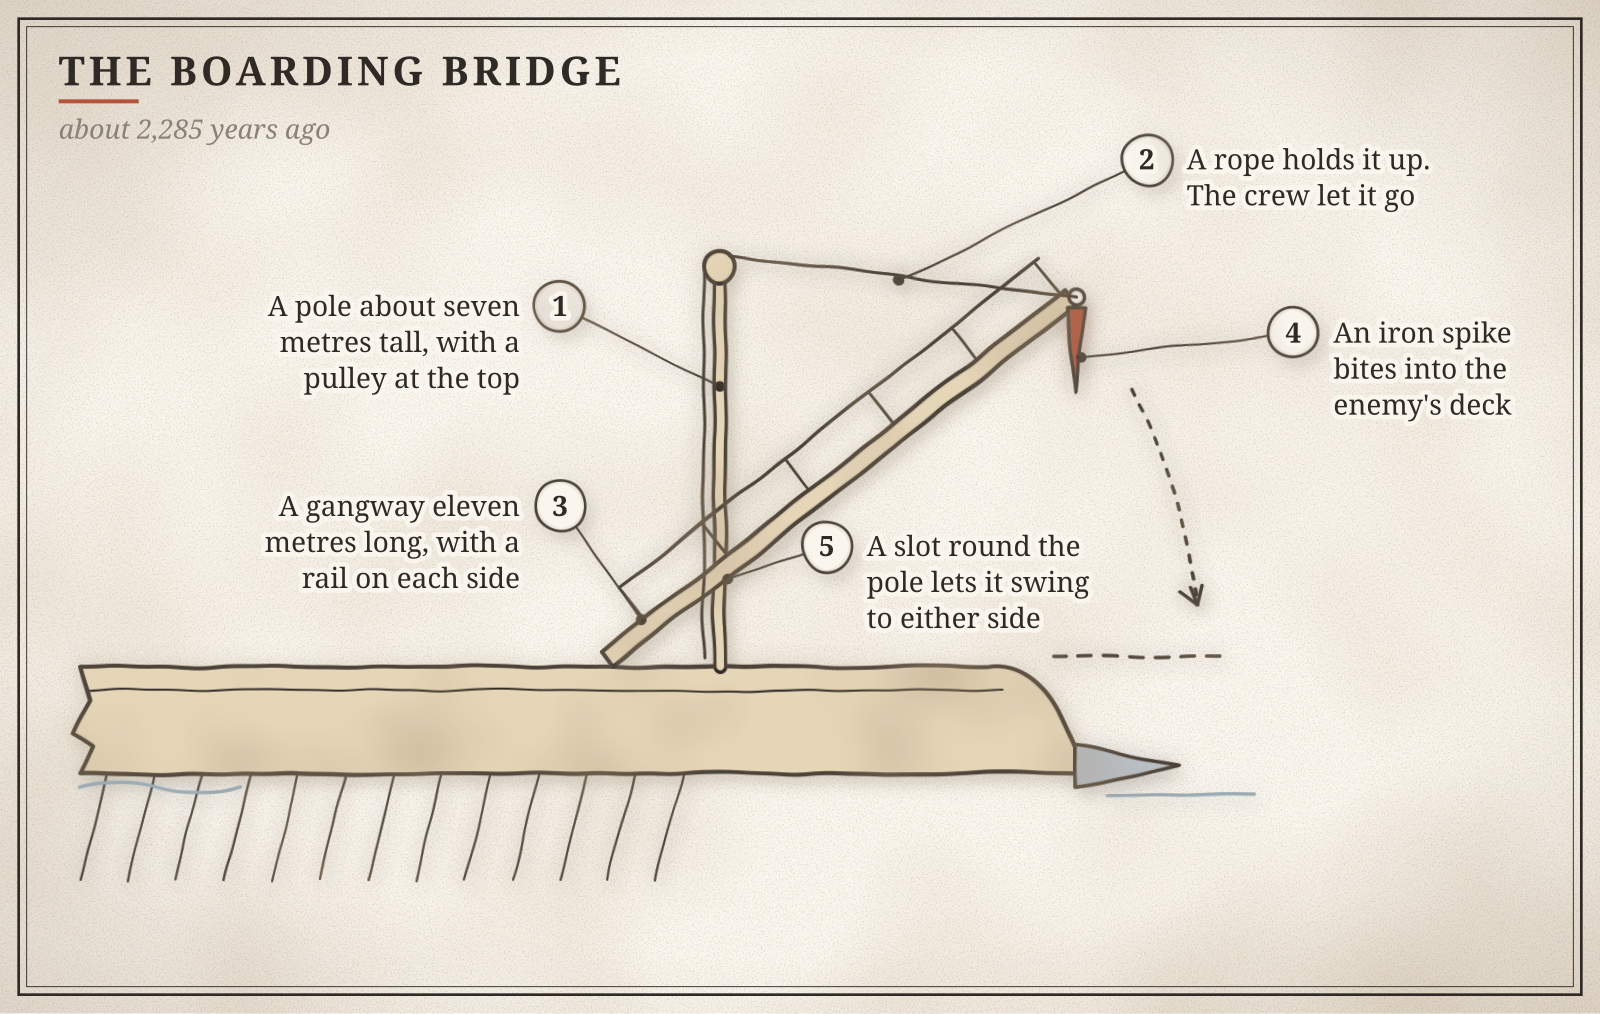 THE BOARDING BRIDGE
about 2,285 years ago
1
A pole about seven
metres tall, with a
pulley at the top
2
A rope holds it up.
The crew let it go
3
A gangway eleven
metres long, with a
rail on each side
4
An iron spike
bites into the
enemy's deck
5
A slot round the
pole lets it swing
to either side